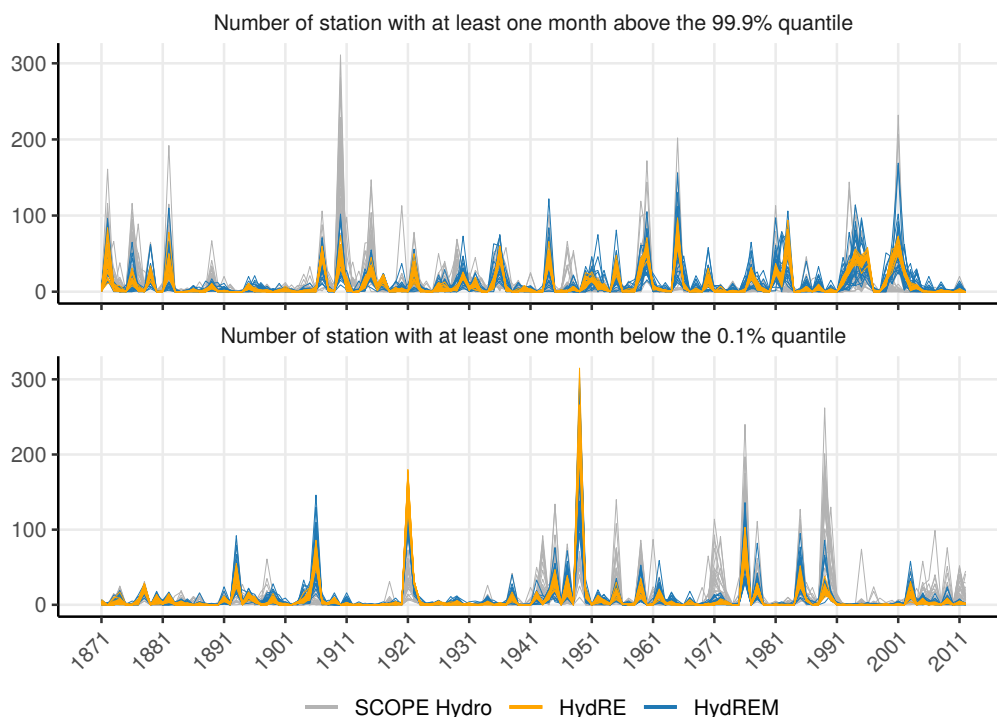 Number of station with at least one month above the 99.9% quantile
300
200
100
0
Number of station with at least one month below the 0.1% quantile
300
200
100
0
1871 1881 1891 1901 1911 1921 1931 1941 1951 1961 1971 1981 1991 2001 2011
SCOPE Hydro HydRE HydREM